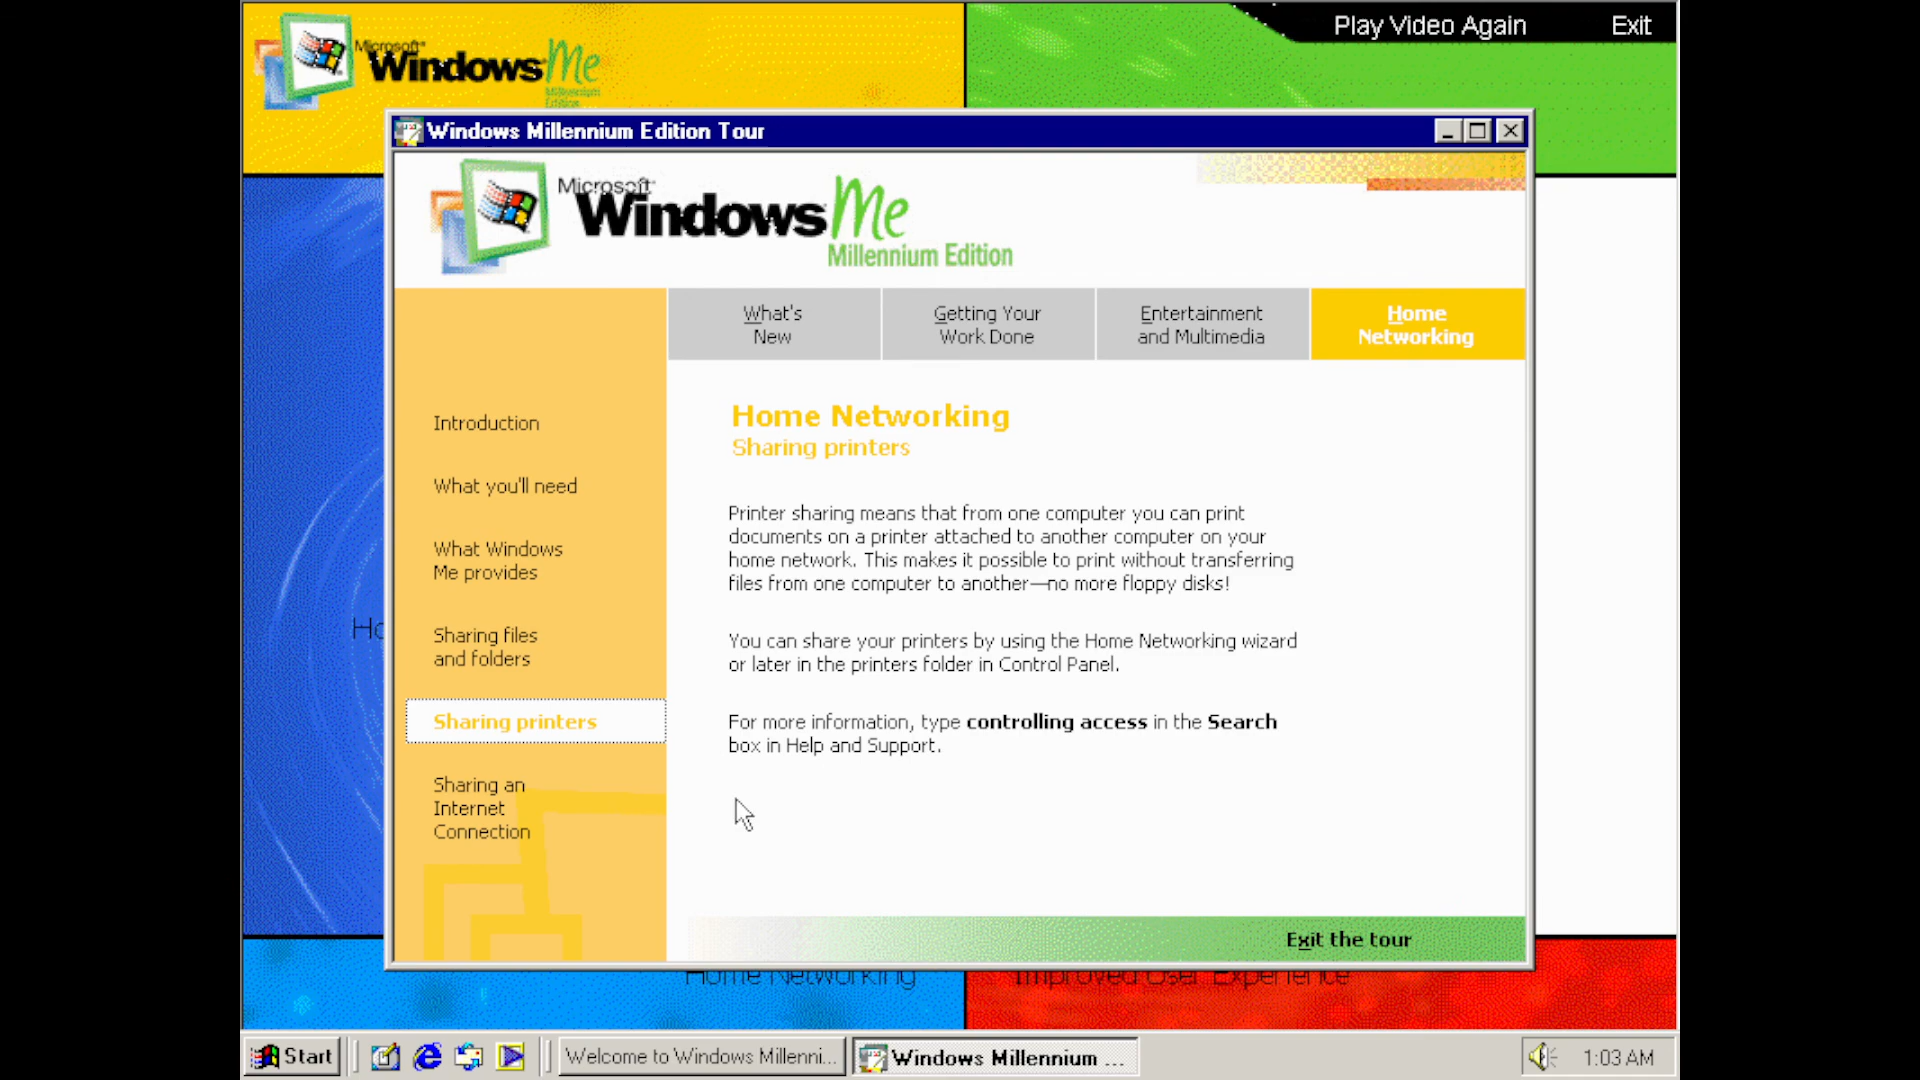 Microsoft
Windows Me
Millennium
Edition
Play Video Again
Exit
Windows Millennium Edition Tour
Microsoft
Windows Me
Millennium Edition
What's
New
Getting Your
Work Done
Entertainment
and Multimedia
Home
Networking
Introduction
What you'll need
What Windows
Me provides
Sharing files
and folders
Sharing printers
Sharing an
Internet
Connection
Home Networking
Sharing printers
Printer sharing means that from one computer you can print
documents on a printer attached to another computer on your
home network. This makes it possible to print without transferring
files from one computer to another—no more floppy disks!
You can share your printers by using the Home Networking wizard
or later in the printers folder in Control Panel.
For more information, type controlling access in the Search
box in Help and Support.
Exit the tour
Home Networking
Improved User Experience
Start
Welcome to Windows Millenni...
Windows Millennium ...
1:03 AM